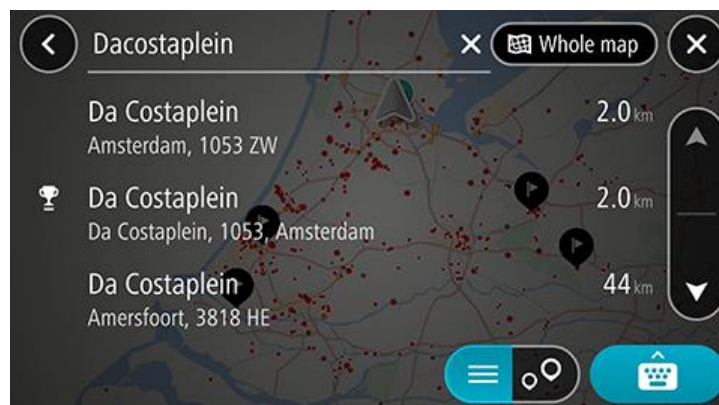 Dacostaplein
Whole map
Da Costaplein 2.0 km
Amsterdam, 1053 ZW
Da Costaplein 2.0 km
Da Costaplein, 1053, Amsterdam
Da Costaplein 44 km
Amersfoort, 3818 HE